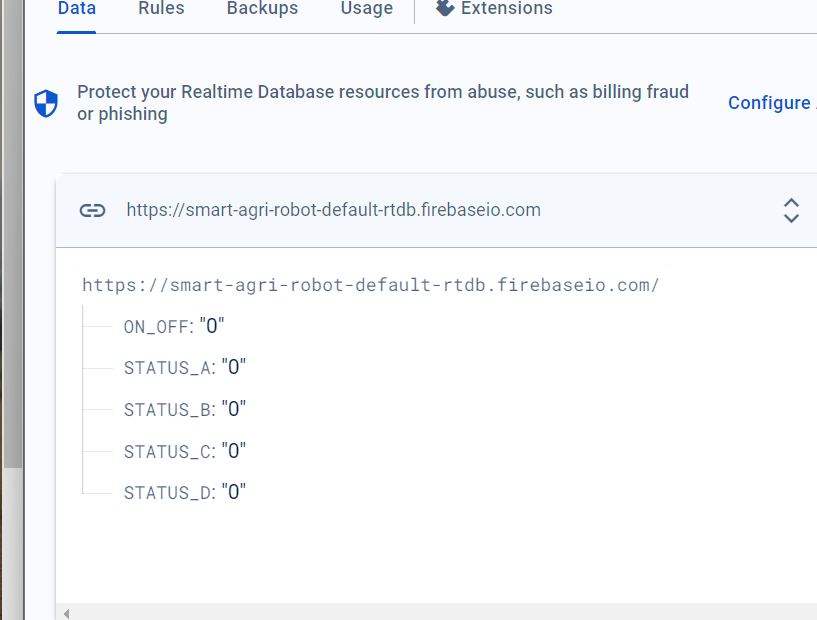 Data Rules Backups Usage Extensions
Protect your Realtime Database resources from abuse, such as billing fraud
or phishing
Configure
https://smart-agri-robot-default-rtdb.firebaseio.com
https://smart-agri-robot-default-rtdb.firebaseio.com/
ON_OFF: "0"
STATUS_A: "0"
STATUS_B: "0"
STATUS_C: "0"
STATUS_D: "0"